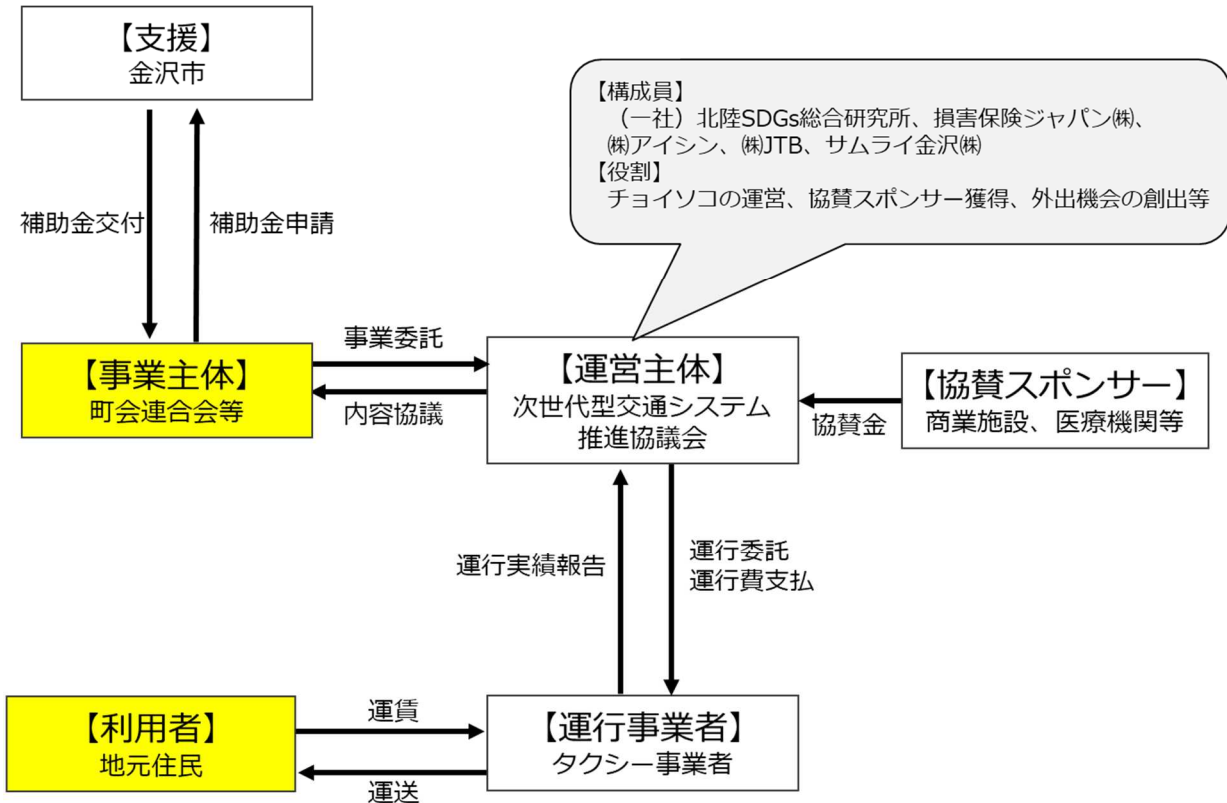 【支援】
金沢市
【構成員】
（一社）北陸SDGs総合研究所、損害保険ジャパン㈱、
㈱アイシン、㈱JTB、サムライ金沢㈱
【役割】
チョイソコの運営、協賛スポンサー獲得、外出機会の創出等
補助金交付
補助金申請
【事業主体】
町会連合会等
事業委託
内容協議
【運営主体】
次世代型交通システム
推進協議会
協賛金
【協賛スポンサー】
商業施設、医療機関等
運行実績報告
運行委託
運行費支払
【利用者】
地元住民
運賃
運送
【運行事業者】
タクシー事業者